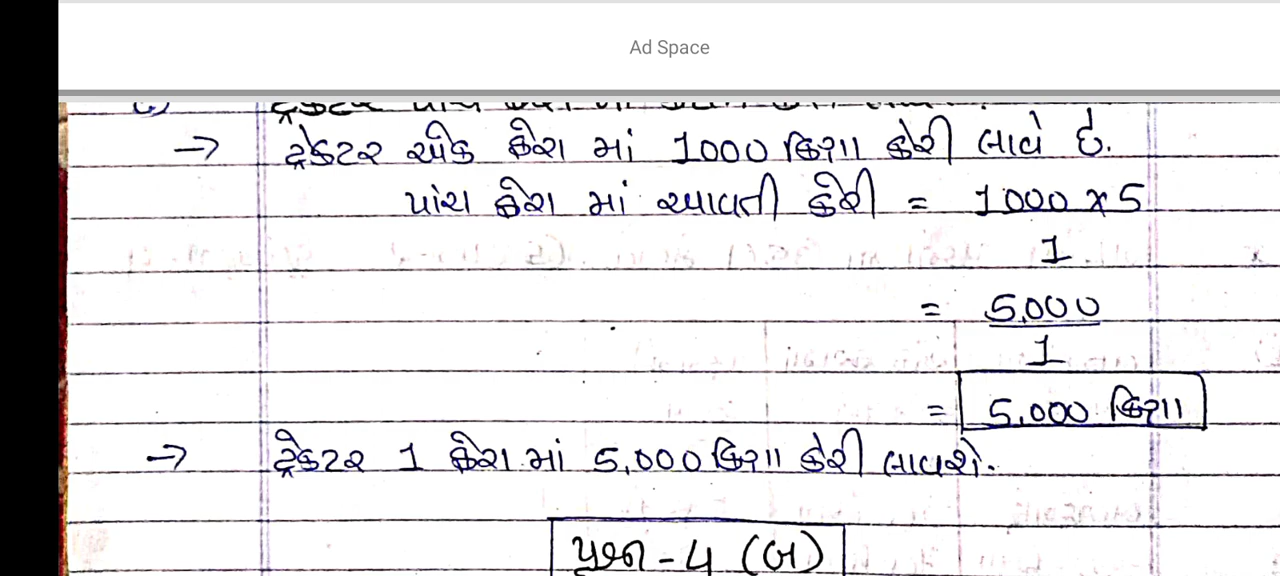 Ad Space
→ ટ્રેક્ટર એક ફેરા માં 1000 કિગ્રા કેરી લાવે છે.
પાંચ ફેરા માં આવતી કેરી = 1000 × 5
1
= 5,000
1
= 5,000 કિગ્રા
→ ટ્રેક્ટર 1 ફેરામાં 5,000 કિગ્રા કેરી લાવશે.
પ્રશ્ન - 4 (બ)